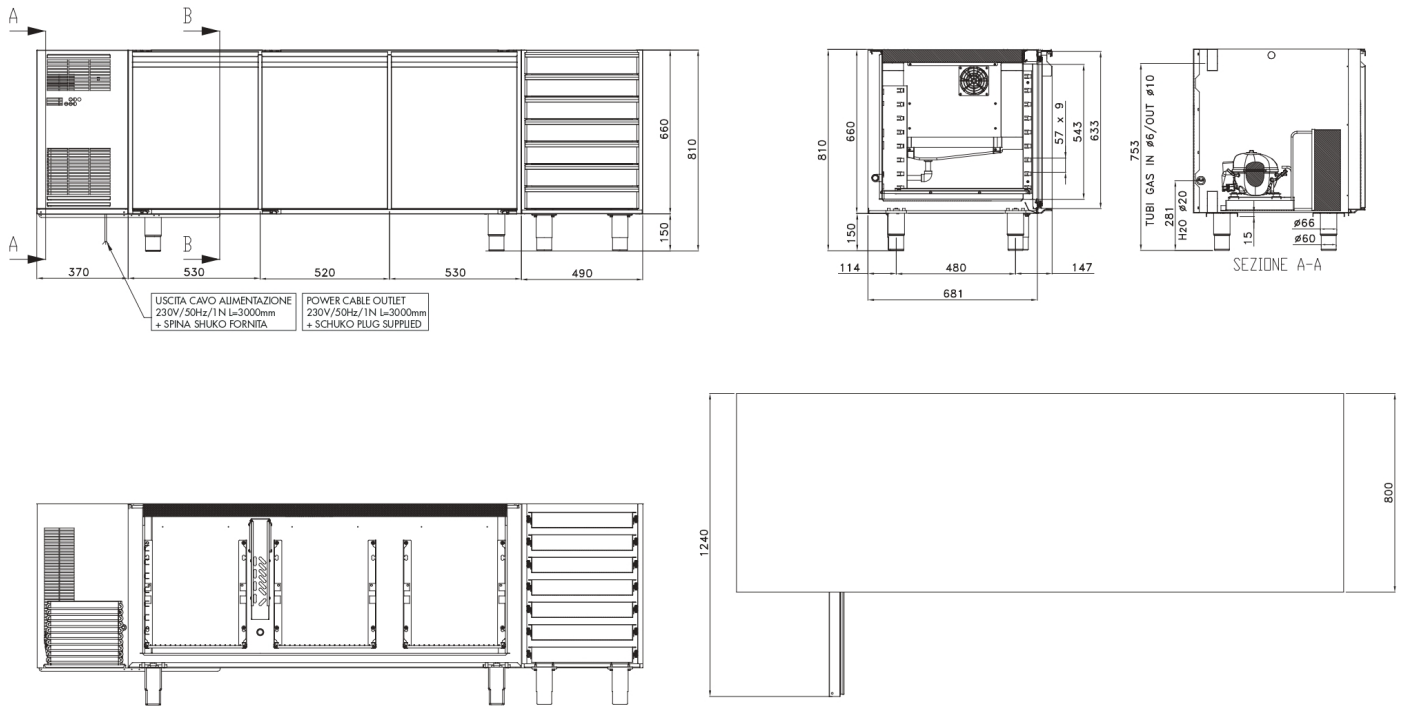 A
B
660
810
150
A
B
370
530
520
530
490
USCITA CAVO ALIMENTAZIONE
230V/50Hz/1N L=3000mm
+ SPINA SHUKO FORNITA
POWER CABLE OUTLET
230V/50Hz/1N L=3000mm
+ SCHUKO PLUG SUPPLIED
810
660
150
57 x 9
543
633
114
480
147
681
753
TUBI GAS IN ø6/OUT ø10
281
H2O ø20
15
ø66
ø60
SEZIONE A-A
1240
800